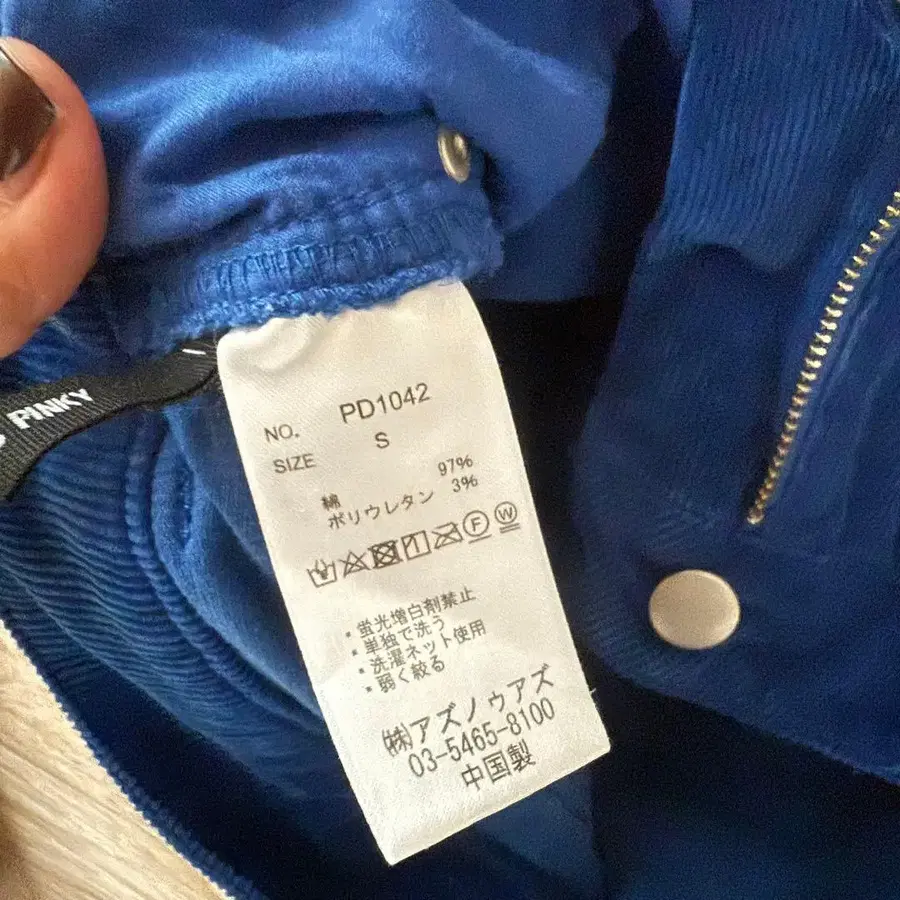 PINKY
NO. PD1042
SIZE S
綿 97%
ポリウレタン 3%
F W
・蛍光増白剤禁止
・単独で洗う
・洗濯ネット使用
・弱く絞る
㈱アズノゥアズ
03-5465-8100
中国製